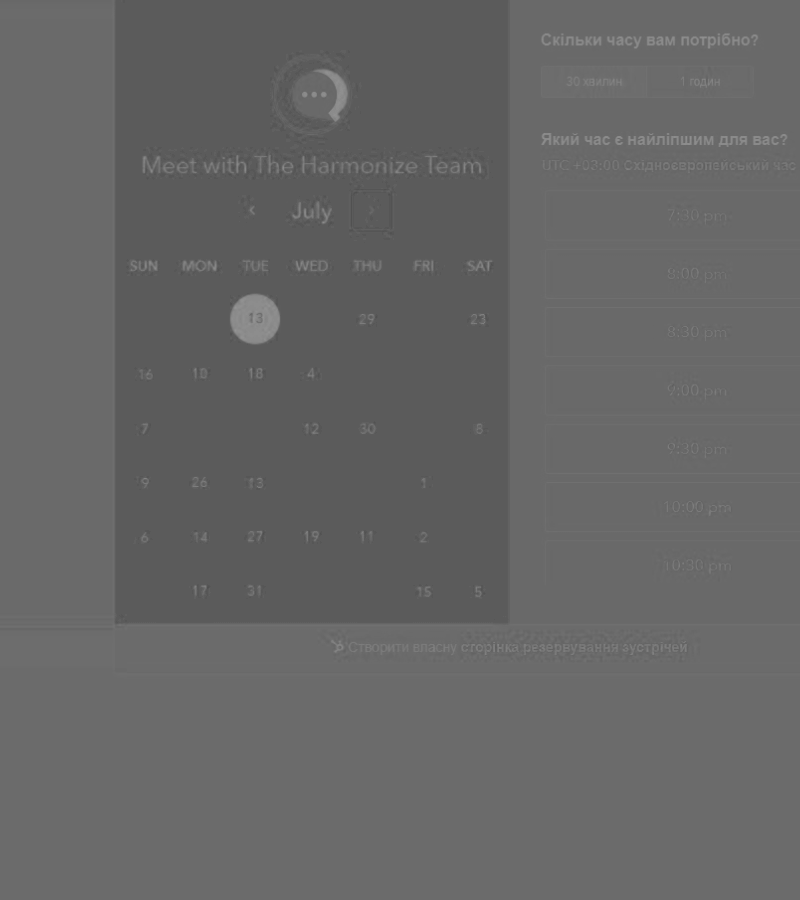 Meet with The Harmonize Team
‹ July ›
SUN MON TUE WED THU FRI SAT
13 29 23
16 18 4
7 12 30 8
9 26 13 1
6 14 27 19 11 2
17 31 15 5
Скільки часу вам потрібно?
30 хвилин 1 годин
Який час є найліпшим для вас?
UTC +02:00 Східноєвропейський час
7:30 pm
8:00 pm
8:30 pm
9:00 pm
9:30 pm
10:00 pm
10:30 pm
Створити власну сторінка резервування зустрічей